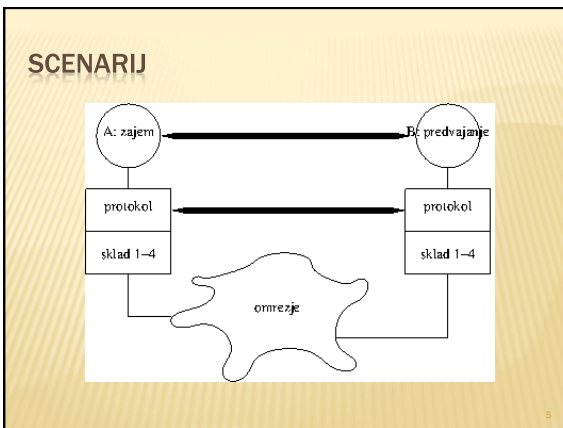 SCENARIJ
A: zajem
B: predvajanje
protokol
protokol
sklad 1–4
sklad 1–4
omrezje
5